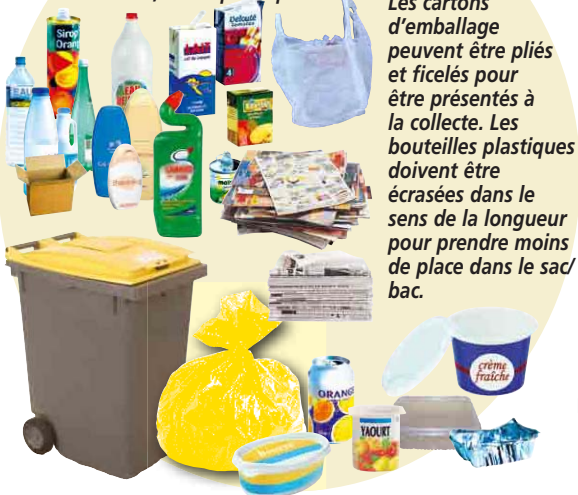 Les cartons
d'emballage
peuvent être pliés
et ficelés pour
être présentés à
la collecte. Les
bouteilles plastiques
doivent être
écrasées dans le
sens de la longueur
pour prendre moins
de place dans le sac/
bac.
Sirop
Orange
Velouté
EAU
crème
fraîche
ORANGE
YAOURT